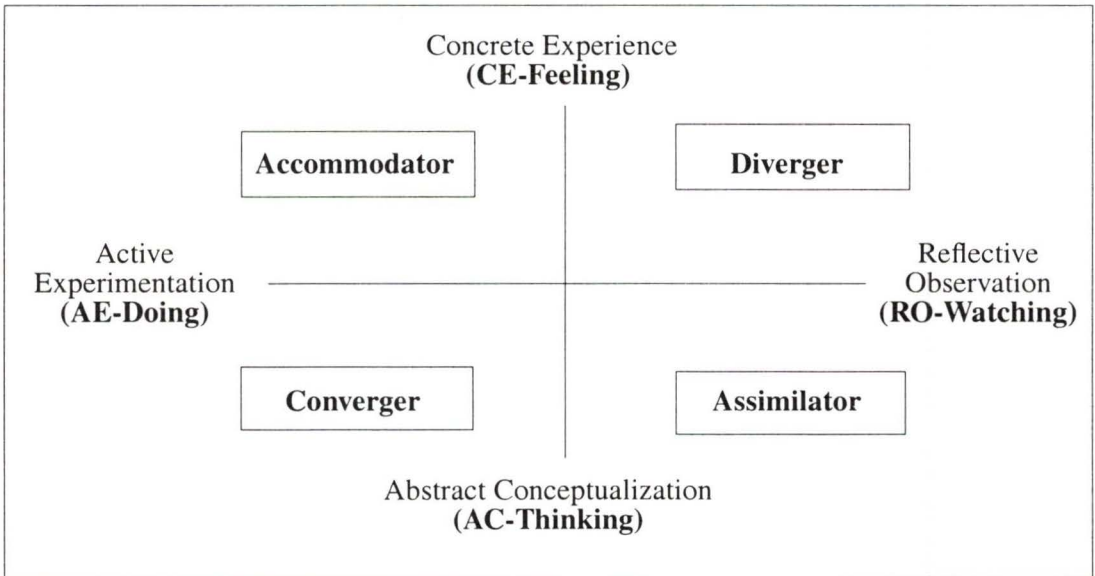 Concrete Experience
(CE-Feeling)
Accommodator
Diverger
Active
Experimentation
(AE-Doing)
Reflective
Observation
(RO-Watching)
Converger
Assimilator
Abstract Conceptualization
(AC-Thinking)